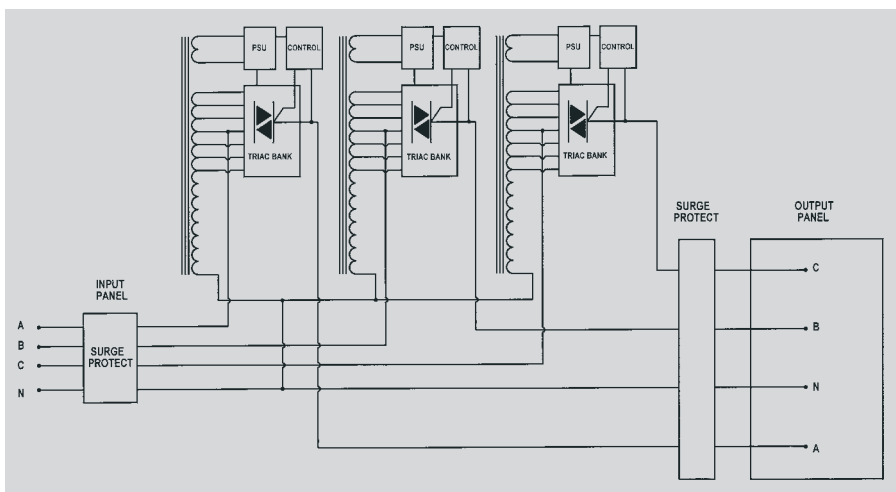 PSU
CONTROL
PSU
CONTROL
PSU
CONTROL
TRIAC BANK
TRIAC BANK
TRIAC BANK
SURGE
PROTECT
OUTPUT
PANEL
INPUT
PANEL
SURGE
PROTECT
A
B
C
N
C
B
N
A